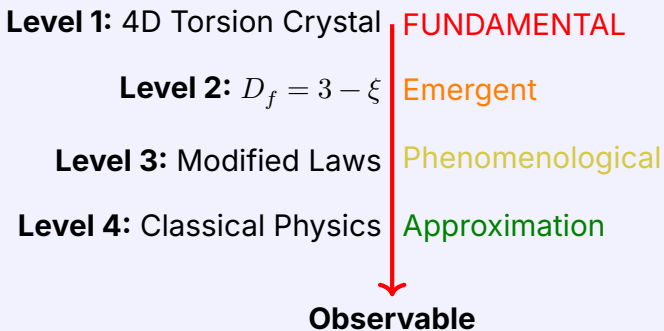 Level 1: 4D Torsion Crystal FUNDAMENTAL
Level 2: D_f = 3 − ξ Emergent
Level 3: Modified Laws Phenomenological
Level 4: Classical Physics Approximation
Observable